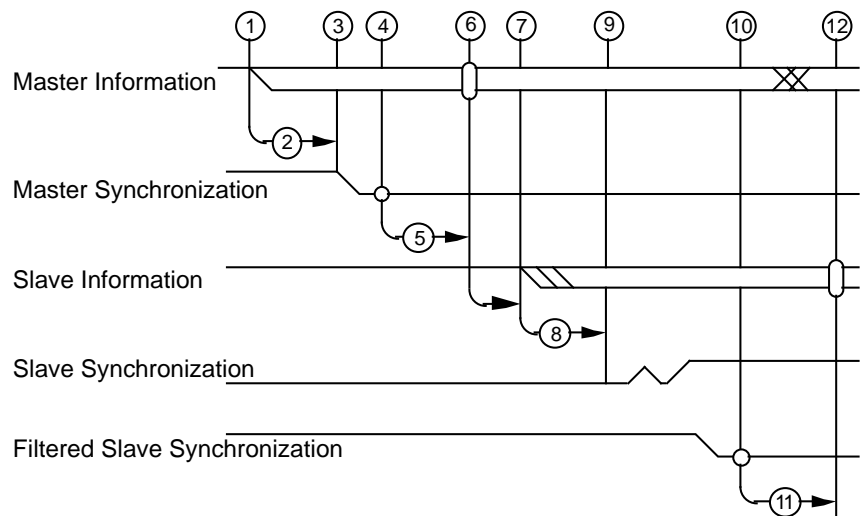 1 3 4 6 7 9 10 12
Master Information
2
Master Synchronization
5
Slave Information
8
Slave Synchronization
Filtered Slave Synchronization
11